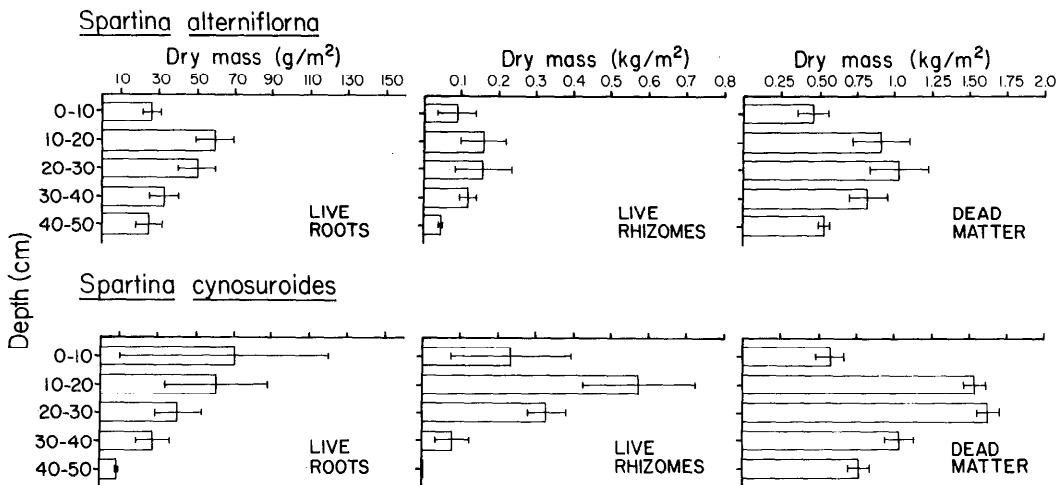 Spartina alterniflorna
Dry mass (g/m²) Dry mass (kg/m²) Dry mass (kg/m²)
10 30 50 70 90 110 130 150 0.1 0.2 0.3 0.4 0.5 0.6 0.7 0.8 0.25 0.50 0.75 1.0 1.25 1.50 1.75 2.0
0-10
10-20
20-30
30-40
40-50
LIVE ROOTS
LIVE RHIZOMES
DEAD MATTER
Depth (cm)
Spartina cynosuroides
0-10
10-20
20-30
30-40
40-50
LIVE ROOTS
LIVE RHIZOMES
DEAD MATTER